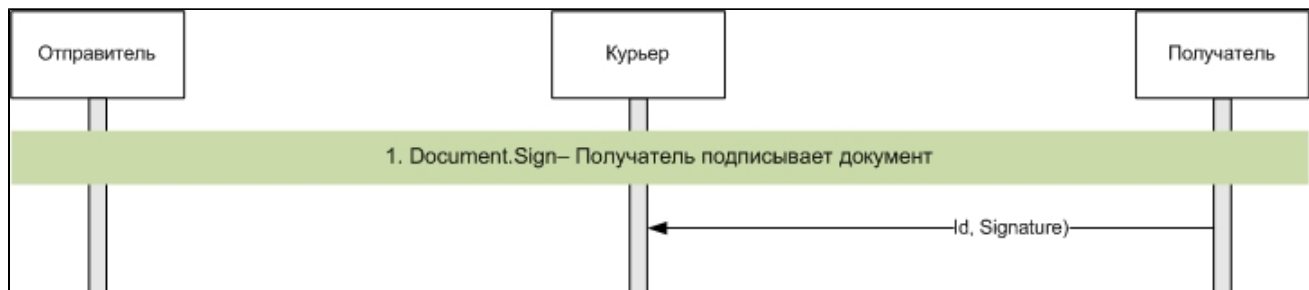 Отправитель
Курьер
Получатель
1. Document.Sign– Получатель подписывает документ
Id, Signature)